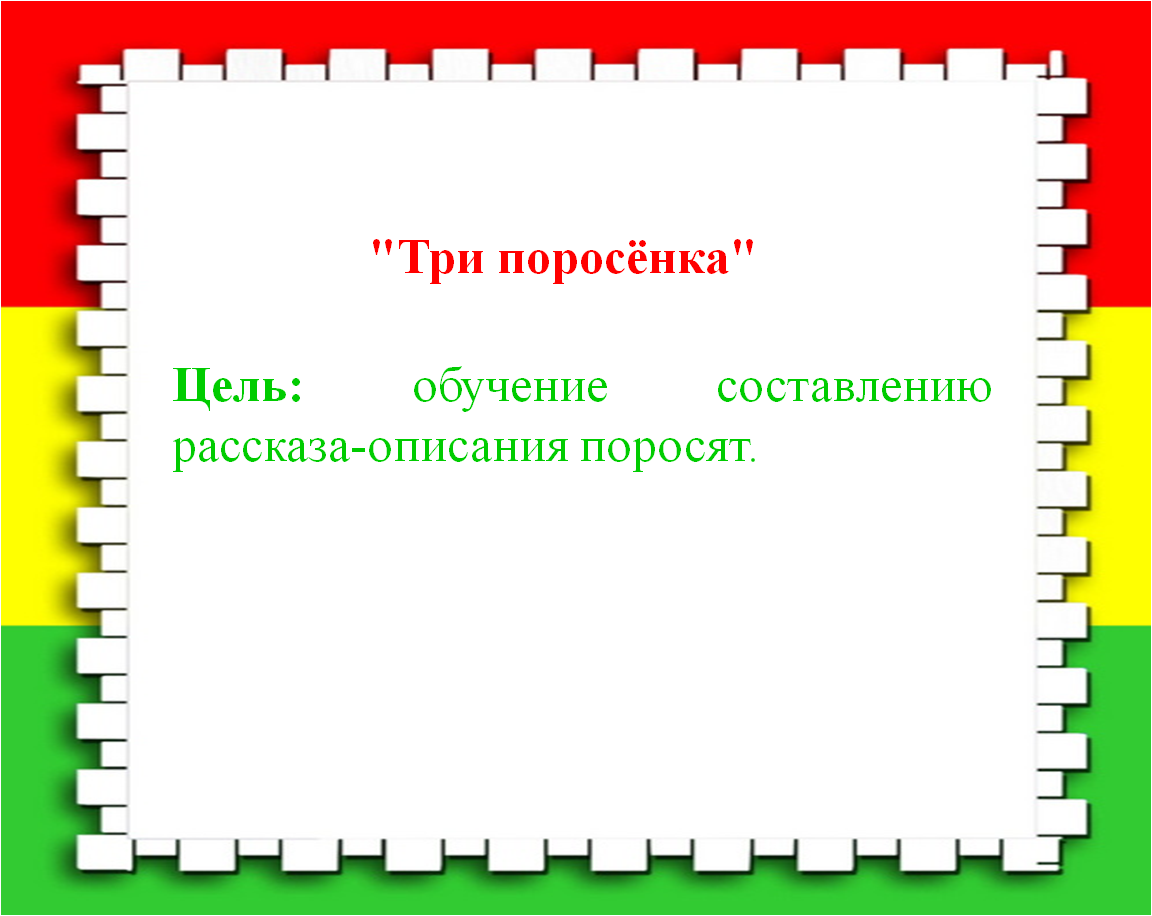 "Три поросёнка"
Цель: обучение составлению
рассказа-описания поросят.